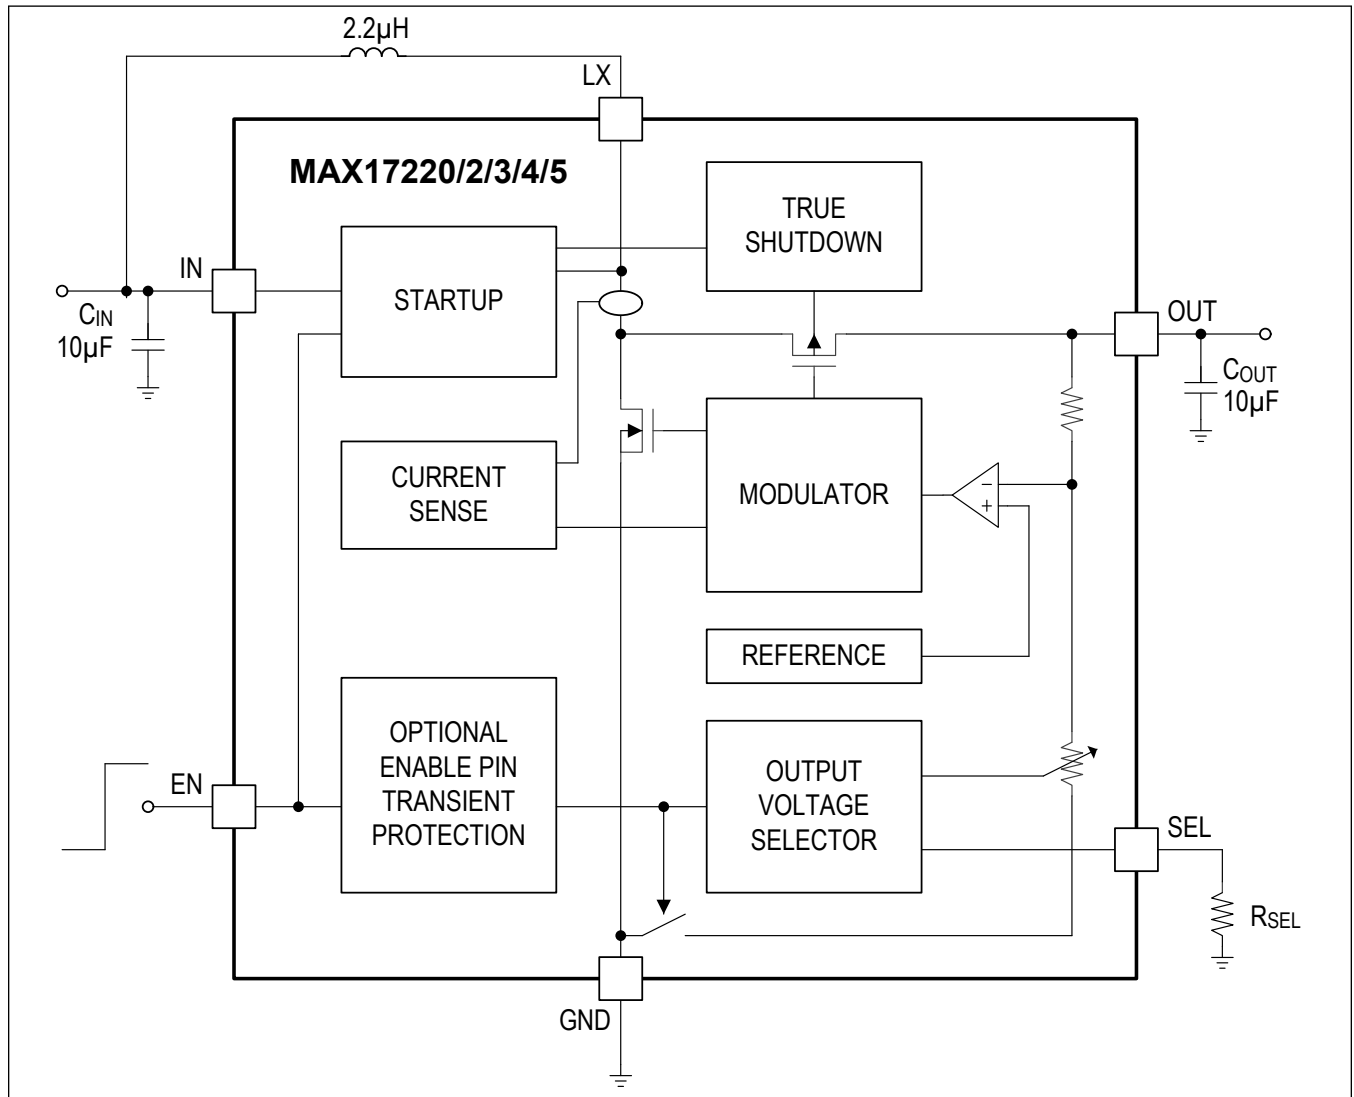 2.2µH
LX
MAX17220/2/3/4/5
TRUE
SHUTDOWN
IN
STARTUP
CIN
10µF
OUT
COUT
10µF
CURRENT
SENSE
MODULATOR
-
+
REFERENCE
OPTIONAL
ENABLE PIN
TRANSIENT
PROTECTION
OUTPUT
VOLTAGE
SELECTOR
EN
SEL
RSEL
GND